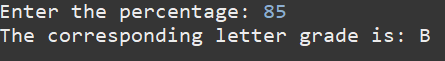 Enter the percentage: 85
The corresponding letter grade is: B